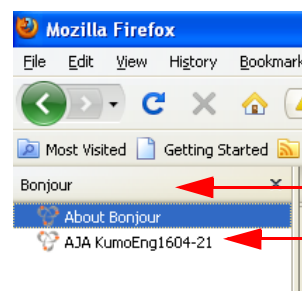 Mozilla Firefox
File Edit View History Bookmark
Most Visited Getting Started
Bonjour
About Bonjour
AJA KumoEng1604-21